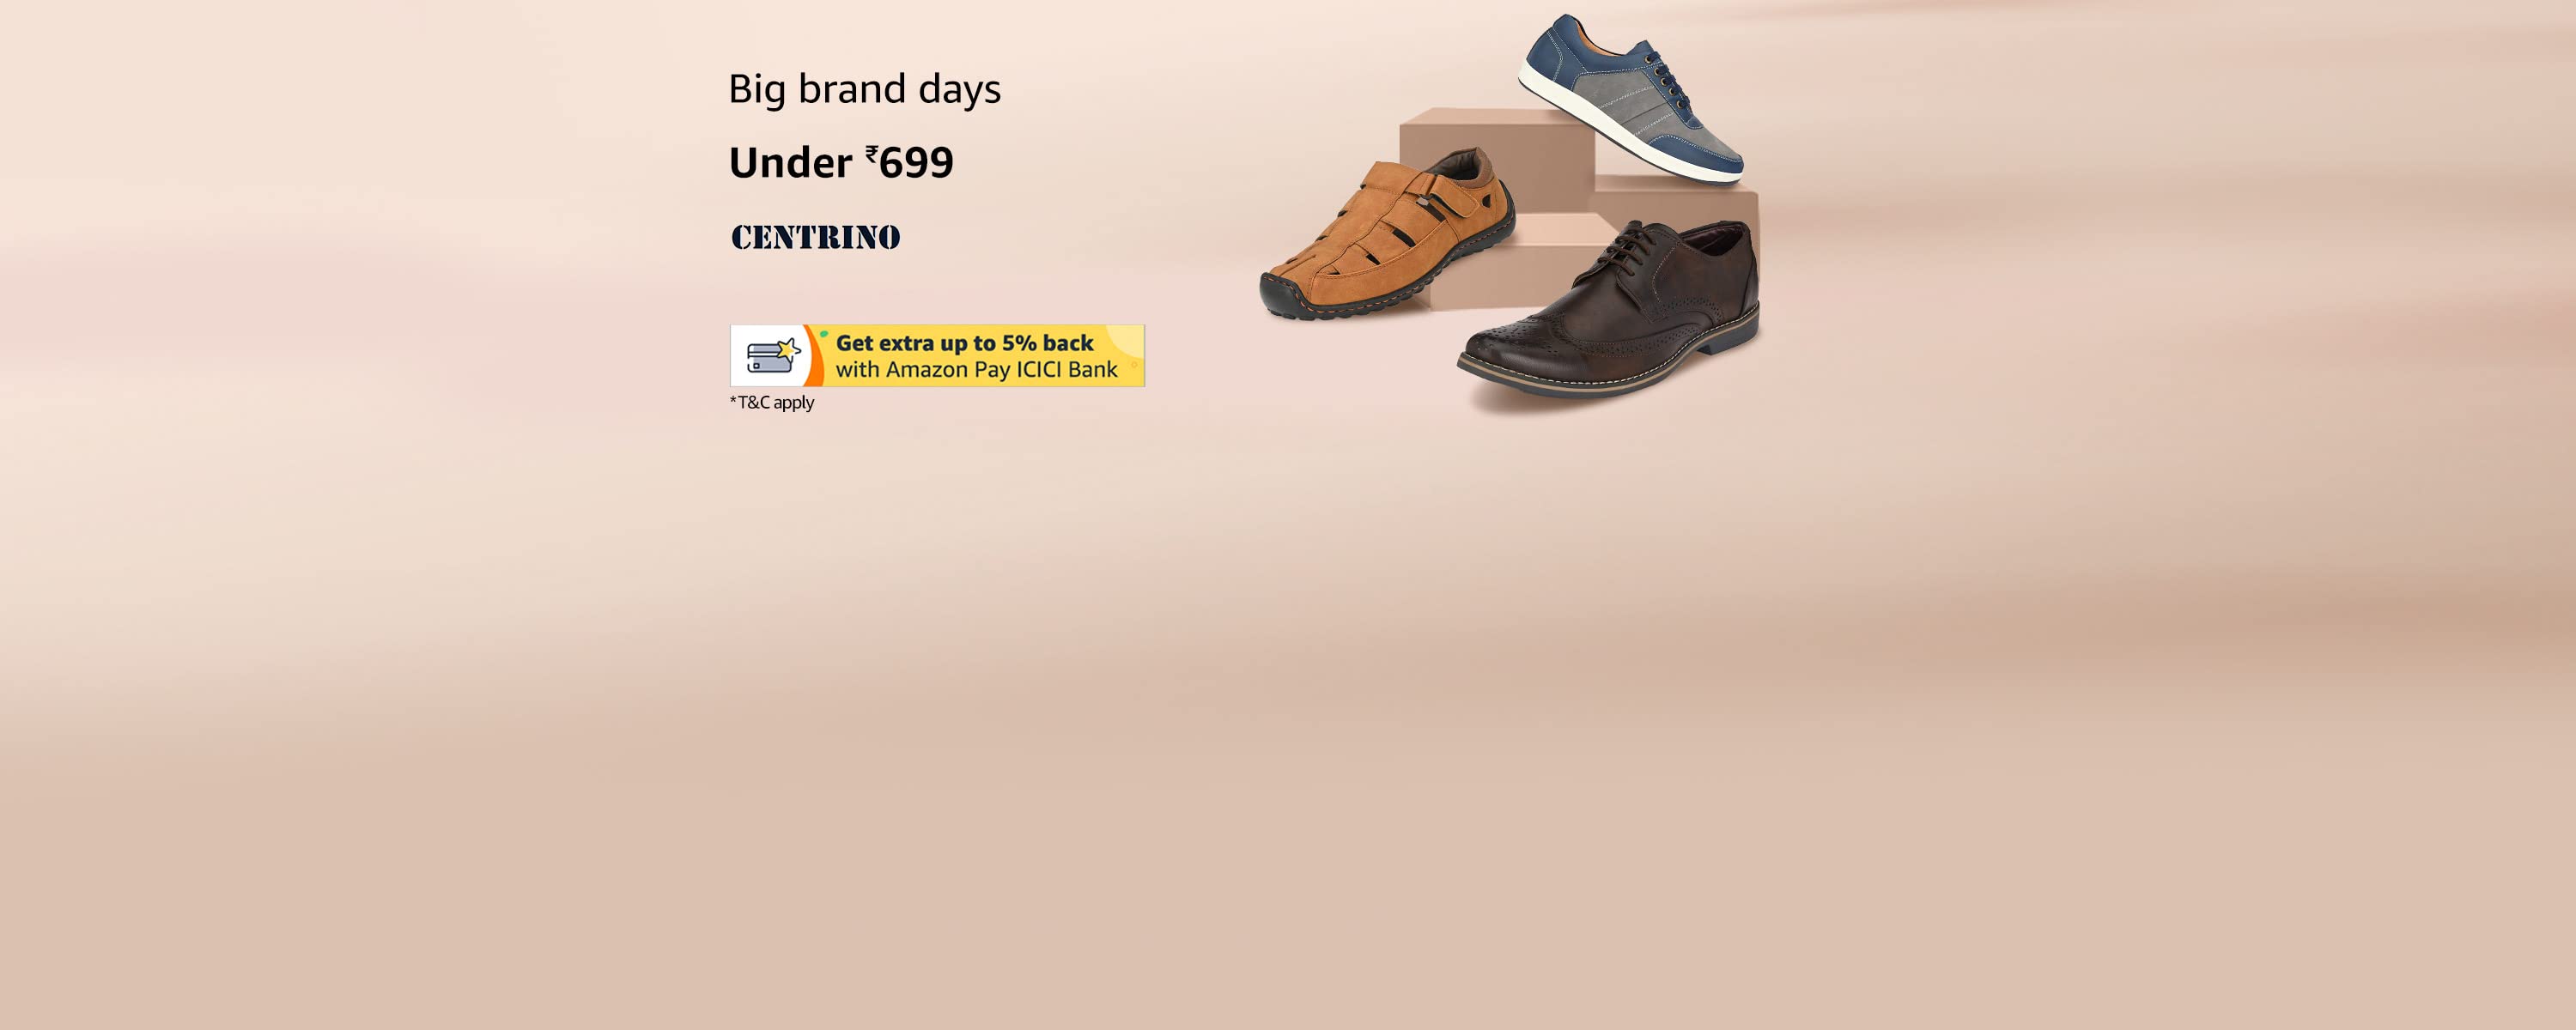 Big brand days
Under ₹699
CENTRINO
Get extra up to 5% back
with Amazon Pay ICICI Bank
*T&C apply